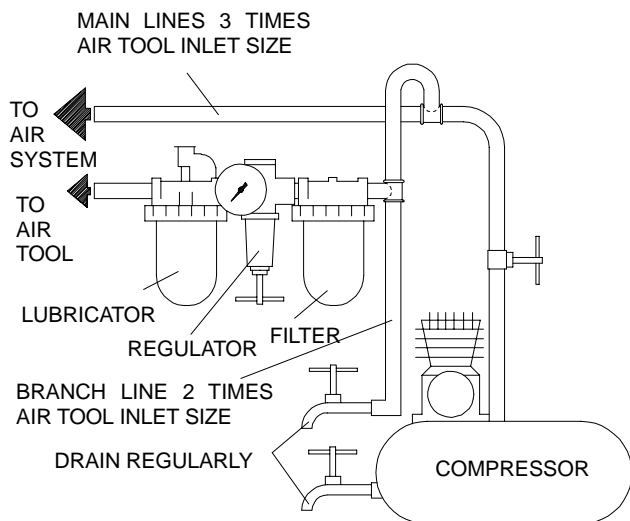 MAIN LINES 3 TIMES
AIR TOOL INLET SIZE
TO
AIR
SYSTEM
TO
AIR
TOOL
LUBRICATOR
REGULATOR
FILTER
BRANCH LINE 2 TIMES
AIR TOOL INLET SIZE
DRAIN REGULARLY
COMPRESSOR